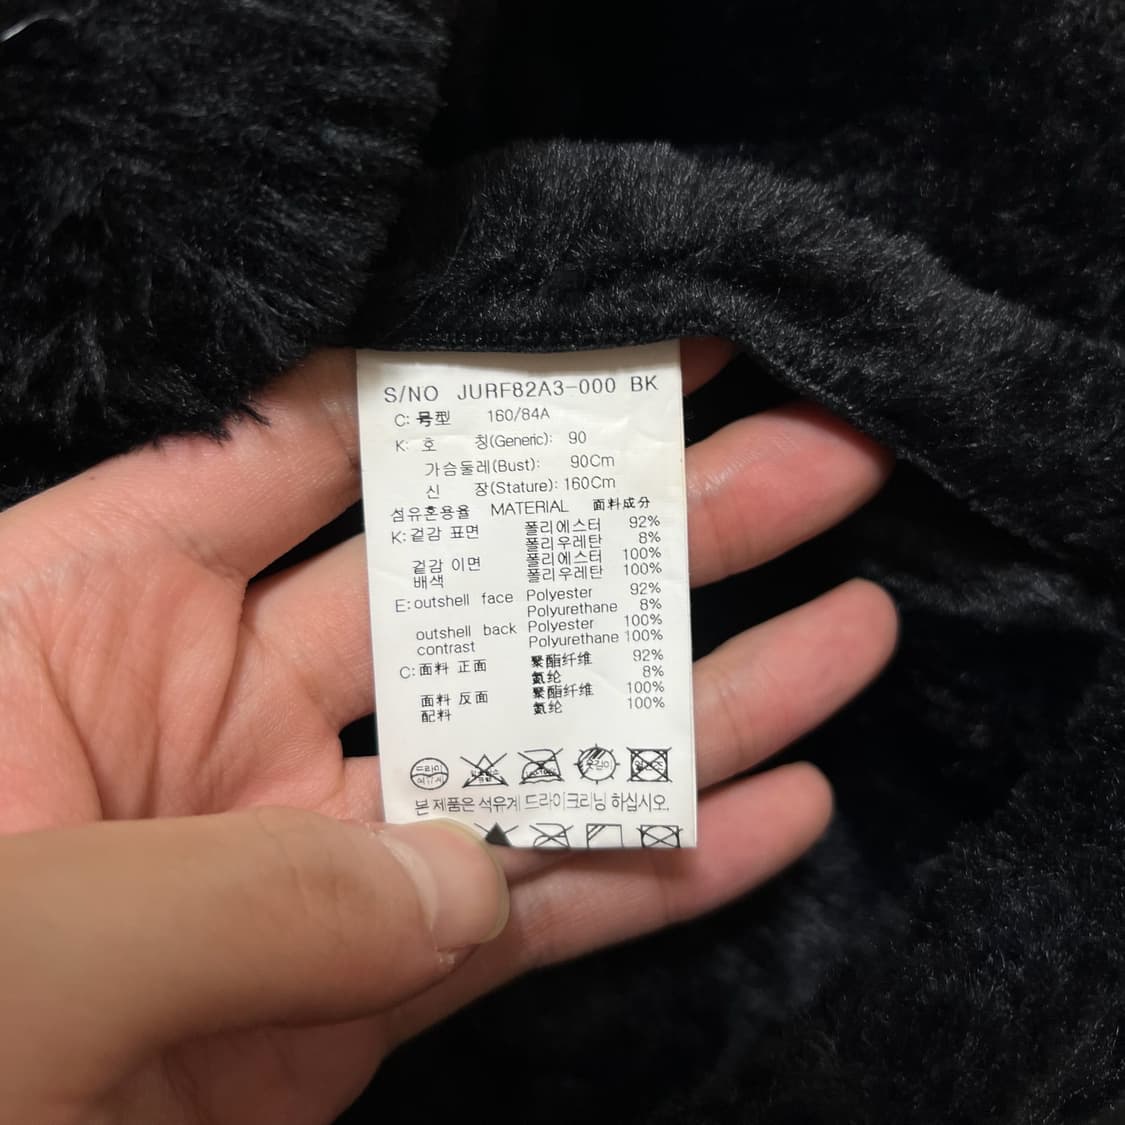 S/NO JURF82A3-000 BK
C: 号型 160/84A
K: 호 칭(Generic): 90
가슴둘레(Bust): 90Cm
신 장(Stature): 160Cm
섬유혼용율 MATERIAL 面料成分
K: 겉감 표면 폴리에스터 92%
폴리우레탄 8%
겉감 이면 폴리에스터 100%
배색 폴리우레탄 100%
E: outshell face Polyester 92%
Polyurethane 8%
outshell back Polyester 100%
contrast Polyurethane 100%
C: 面料 正面 聚酯纤维 92%
氨纶 8%
面料 反面 聚酯纤维 100%
配料 氨纶 100%
드라이
본 제품은 석유계 드라이크리닝 하십시오.